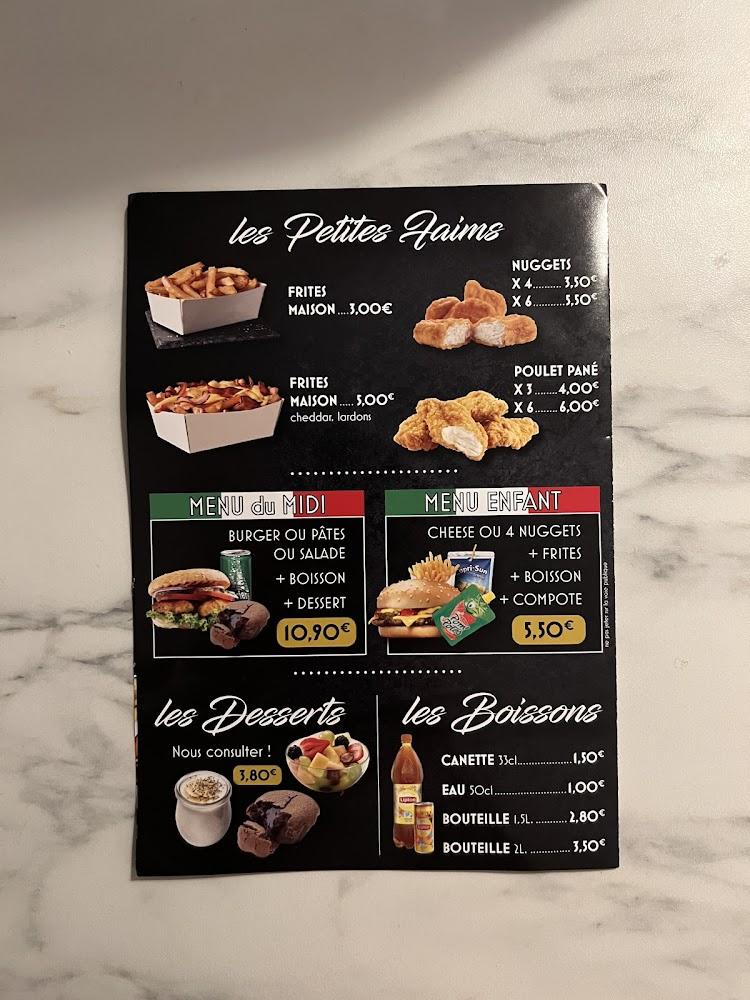 les Petites Faims
FRITES
MAISON ....3,00€
NUGGETS
X 4.......... 3,50€
X 6..........5,50€
FRITES
MAISON ..... 5,00€
cheddar, lardons
POULET PANÉ
X 3 ....... 4,00€
X 6........ 6,00€
MENU du MIDI
BURGER OU PÂTES
OU SALADE
+ BOISSON
+ DESSERT
10,90€
MENU ENFANT
CHEESE OU 4 NUGGETS
+ FRITES
+ BOISSON
+ COMPOTE
5,50€
pri-Sun
ne pas jeter sur la voie publique
les Desserts
Nous consulter !
3,80€
les Boissons
CANETTE 33cl..................1,50€
EAU 50cl........................1,00€
BOUTEILLE 1,5L. ........... 2,80€
BOUTEILLE 2L. .............. 3,50€
Lipton